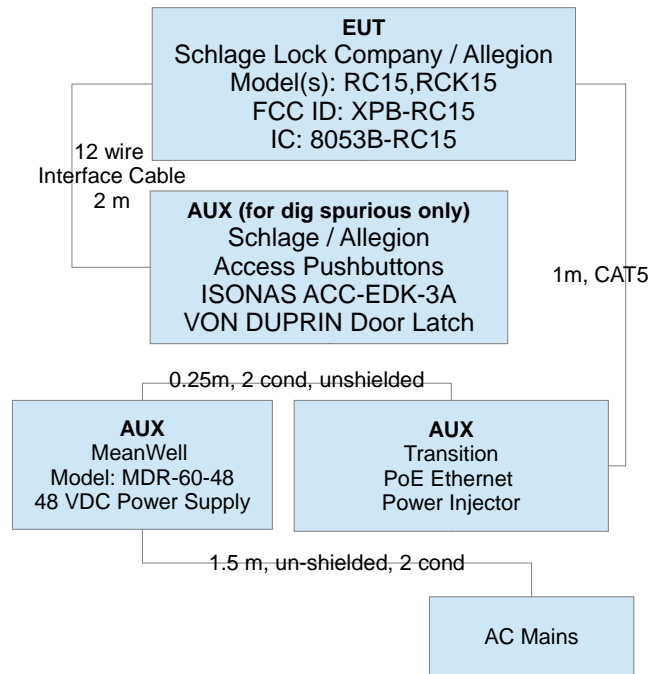 EUT
Schlage Lock Company / Allegion
Model(s): RC15,RCK15
FCC ID: XPB-RC15
IC: 8053B-RC15
12 wire
Interface Cable
2 m
AUX (for dig spurious only)
Schlage / Allegion
Access Pushbuttons
ISONAS ACC-EDK-3A
VON DUPRIN Door Latch
1m, CAT5
0.25m, 2 cond, unshielded
AUX
MeanWell
Model: MDR-60-48
48 VDC Power Supply
AUX
Transition
PoE Ethernet
Power Injector
1.5 m, un-shielded, 2 cond
AC Mains